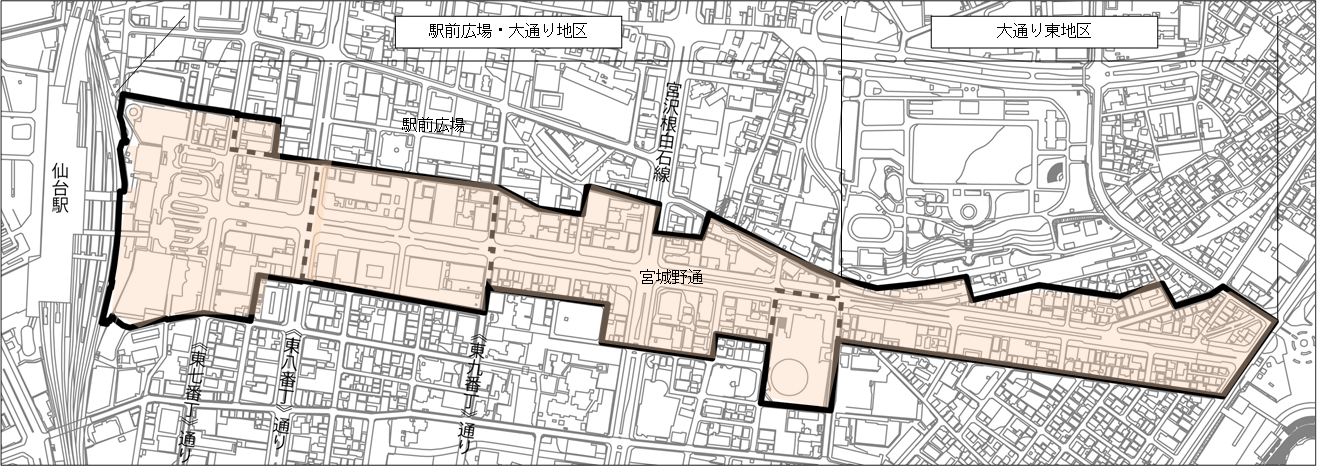 駅前広場・大通り地区
大通り東地区
駅前広場
宮沢根白石線
仙台駅
宮城野通
《東七番丁》通り
《東八番丁》通り
《東九番丁》通り